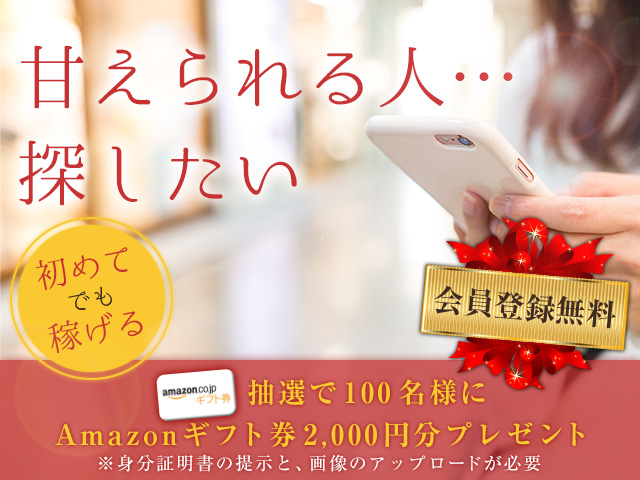 甘えられる人…
探したい
初めて
でも
稼げる
会員登録無料
amazon.co.jp
ギフト券
抽選で100名様に
Amazonギフト券2,000円分プレゼント
※身分証明書の提示と、画像のアップロードが必要